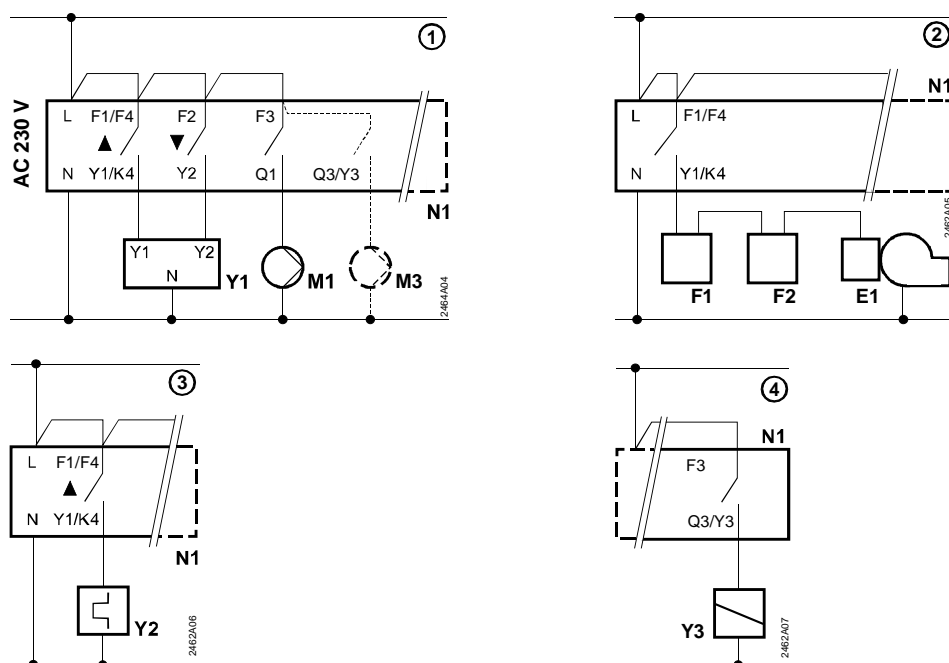 1
AC 230 V
L F1/F4 F2 F3
N Y1/K4 Y2 Q1 Q3/Y3
N1
Y1 Y2
N
Y1 M1 M3
2464A04
2
N1
L F1/F4
N Y1/K4
F1 F2 E1
2462A05
3
L F1/F4
N Y1/K4
N1
Y2
2462A06
4
N1
F3
Q3/Y3
Y3
2462A07